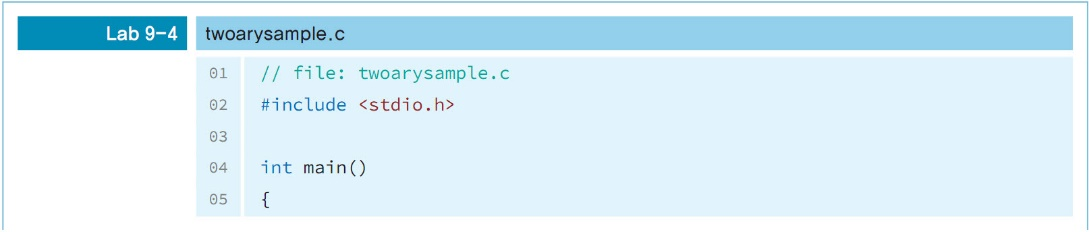 Lab 9-4 twoarysample.c
01 // file: twoarysample.c
02 #include <stdio.h>
03
04 int main()
05 {